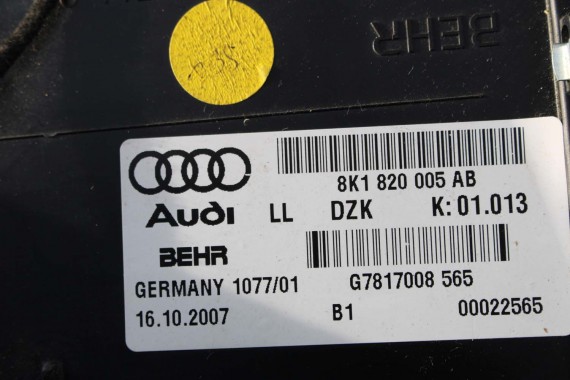 BEHR
8K1 820 005 AB
Audi LL DZK K: 01.013
BEHR
GERMANY 1077/01 G7817008 565
16.10.2007 B1 00022565